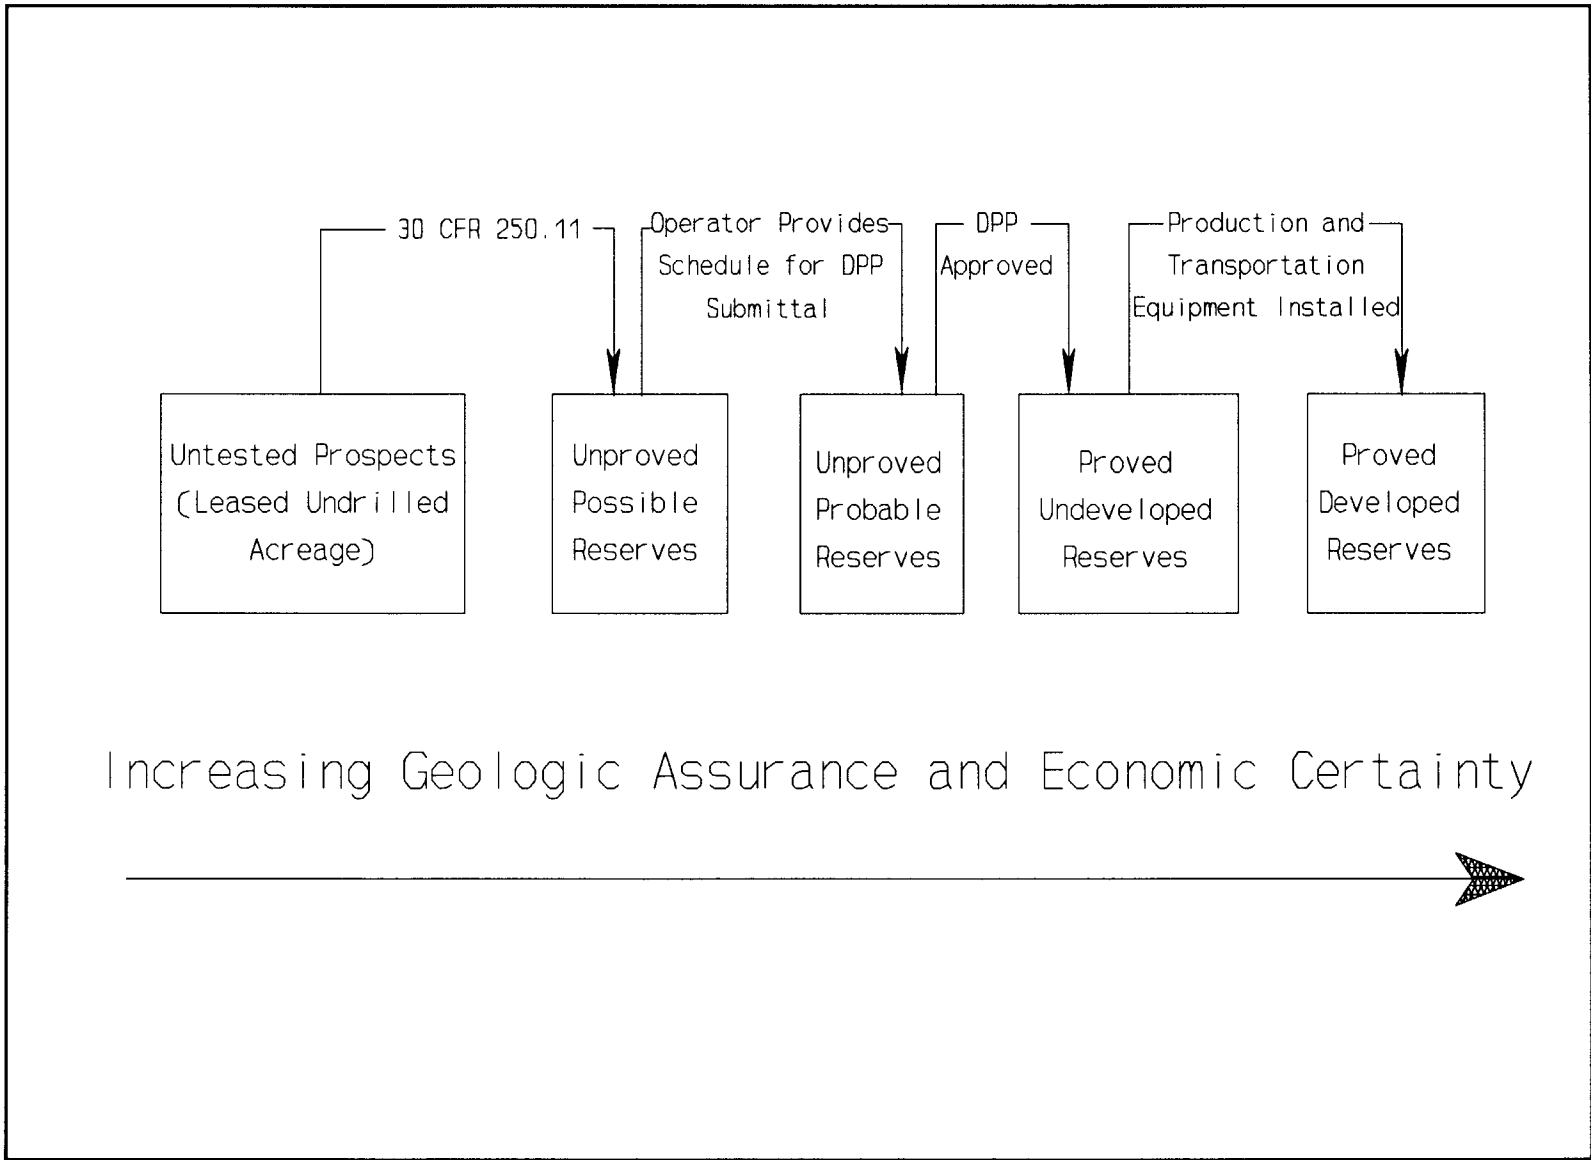 30 CFR 250.11
Operator Provides
Schedule for DPP
Submittal
DPP
Approved
Production and
Transportation
Equipment Installed
Untested Prospects
(Leased Undrilled
Acreage)
Unproved
Possible
Reserves
Unproved
Probable
Reserves
Proved
Undeveloped
Reserves
Proved
Developed
Reserves
Increasing Geologic Assurance and Economic Certainty